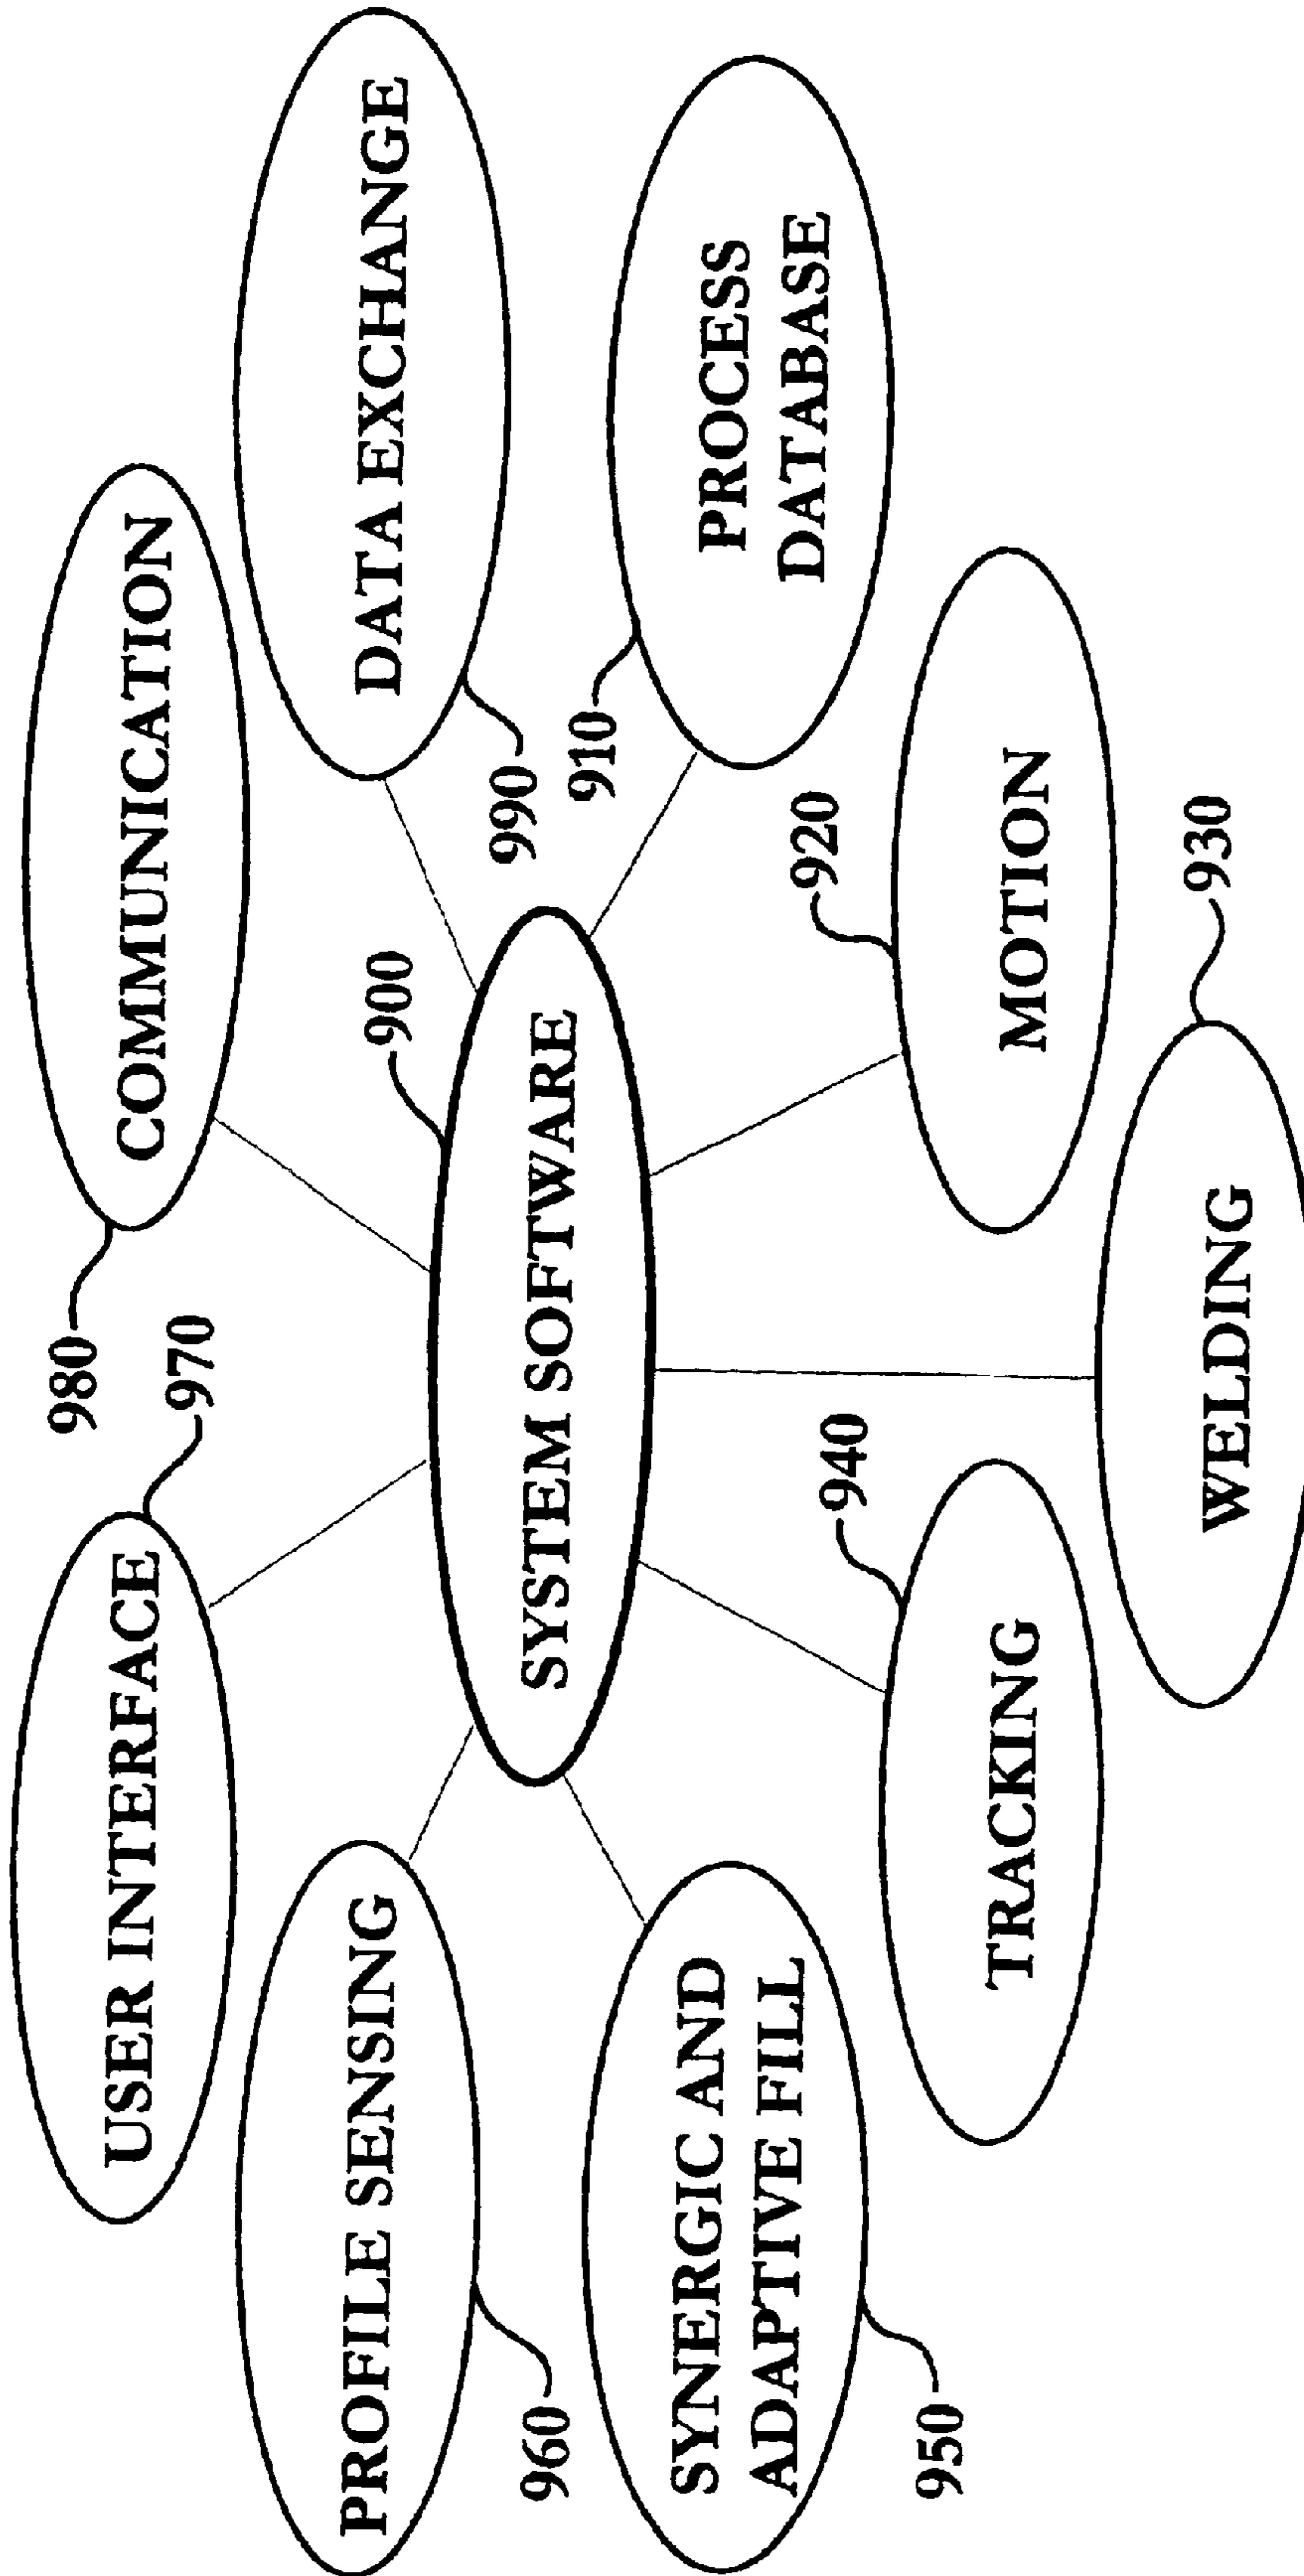 USER INTERFACE
970
980
COMMUNICATION
PROFILE SENSING
960
900
DATA EXCHANGE
990
SYSTEM SOFTWARE
SYNERGIC AND
ADAPTIVE FILL
950
910
PROCESS
DATABASE
940
TRACKING
920
MOTION
WELDING
930